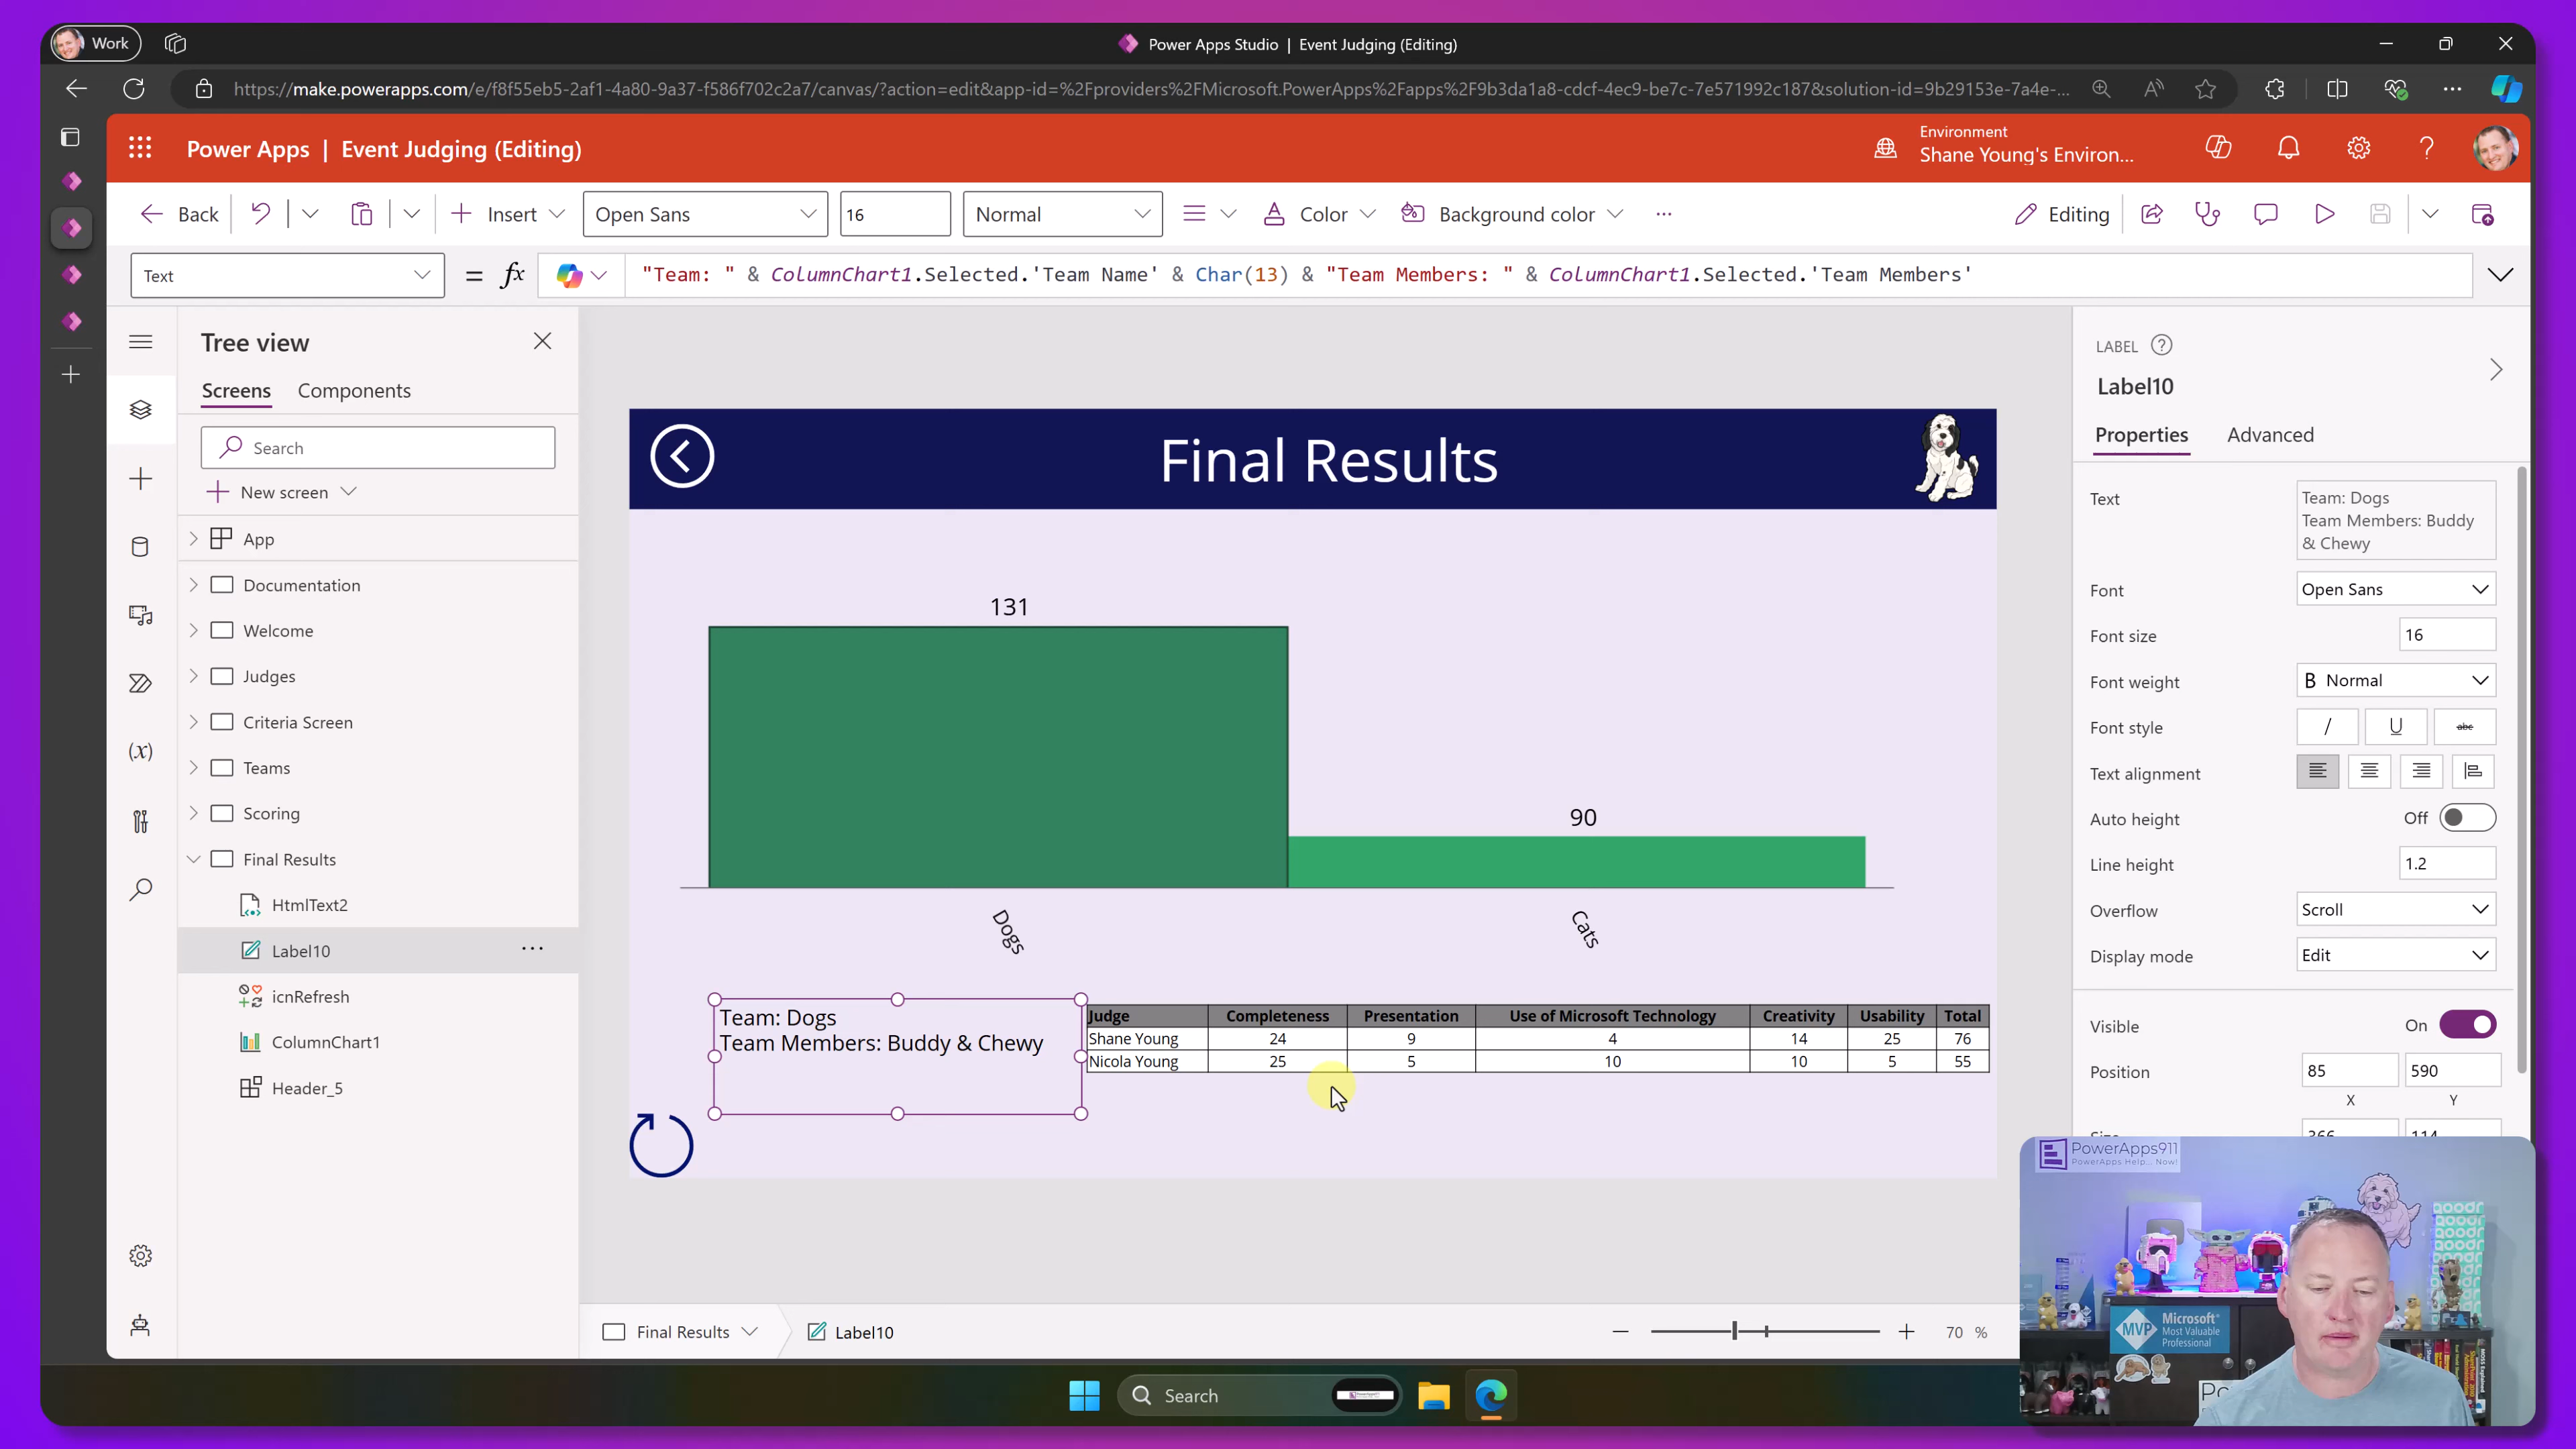 Work
Power Apps Studio | Event Judging (Editing)
https://make.powerapps.com/e/f8f55eb5-2af1-4a80-9a37-f586f702c2a7/canvas/?action=edit&app-id=%2Fproviders%2FMicrosoft.PowerApps%2Fapps%2F9b3da1a8-cdcf-4ec9-be7c-7e571992c187&solution-id=9b29153e-7a4e-...
Power Apps | Event Judging (Editing)
Environment
Shane Young's Environ...
Back
Insert
Open Sans
16
Normal
Color
Background color
Editing
Text
= fx
"Team: " & ColumnChart1.Selected.'Team Name' & Char(13) & "Team Members: " & ColumnChart1.Selected.'Team Members'
Tree view
Screens
Components
Search
New screen
App
Documentation
Welcome
Judges
Criteria Screen
Teams
Scoring
Final Results
HtmlText2
Label10
icnRefresh
ColumnChart1
Header_5
Final Results
131
90
Dogs
Cats
Team: Dogs
Team Members: Buddy & Chewy
Judge Completeness Presentation Use of Microsoft Technology Creativity Usability Total
Shane Young 24 9 4 14 25 76
Nicola Young 25 5 10 10 5 55
LABEL
Label10
Properties
Advanced
Text
Team: Dogs
Team Members: Buddy
& Chewy
Font
Open Sans
Font size
16
Font weight
B Normal
Font style
/ U abc
Text alignment
Auto height
Off
Line height
1.2
Overflow
Scroll
Display mode
Edit
Visible
On
Position
85
590
X
Y
Size
366
114
Final Results
Label10
70 %
Search
PowerApps911
PowerApps Help... Now!
MVP
Microsoft
Most Valuable
Professional